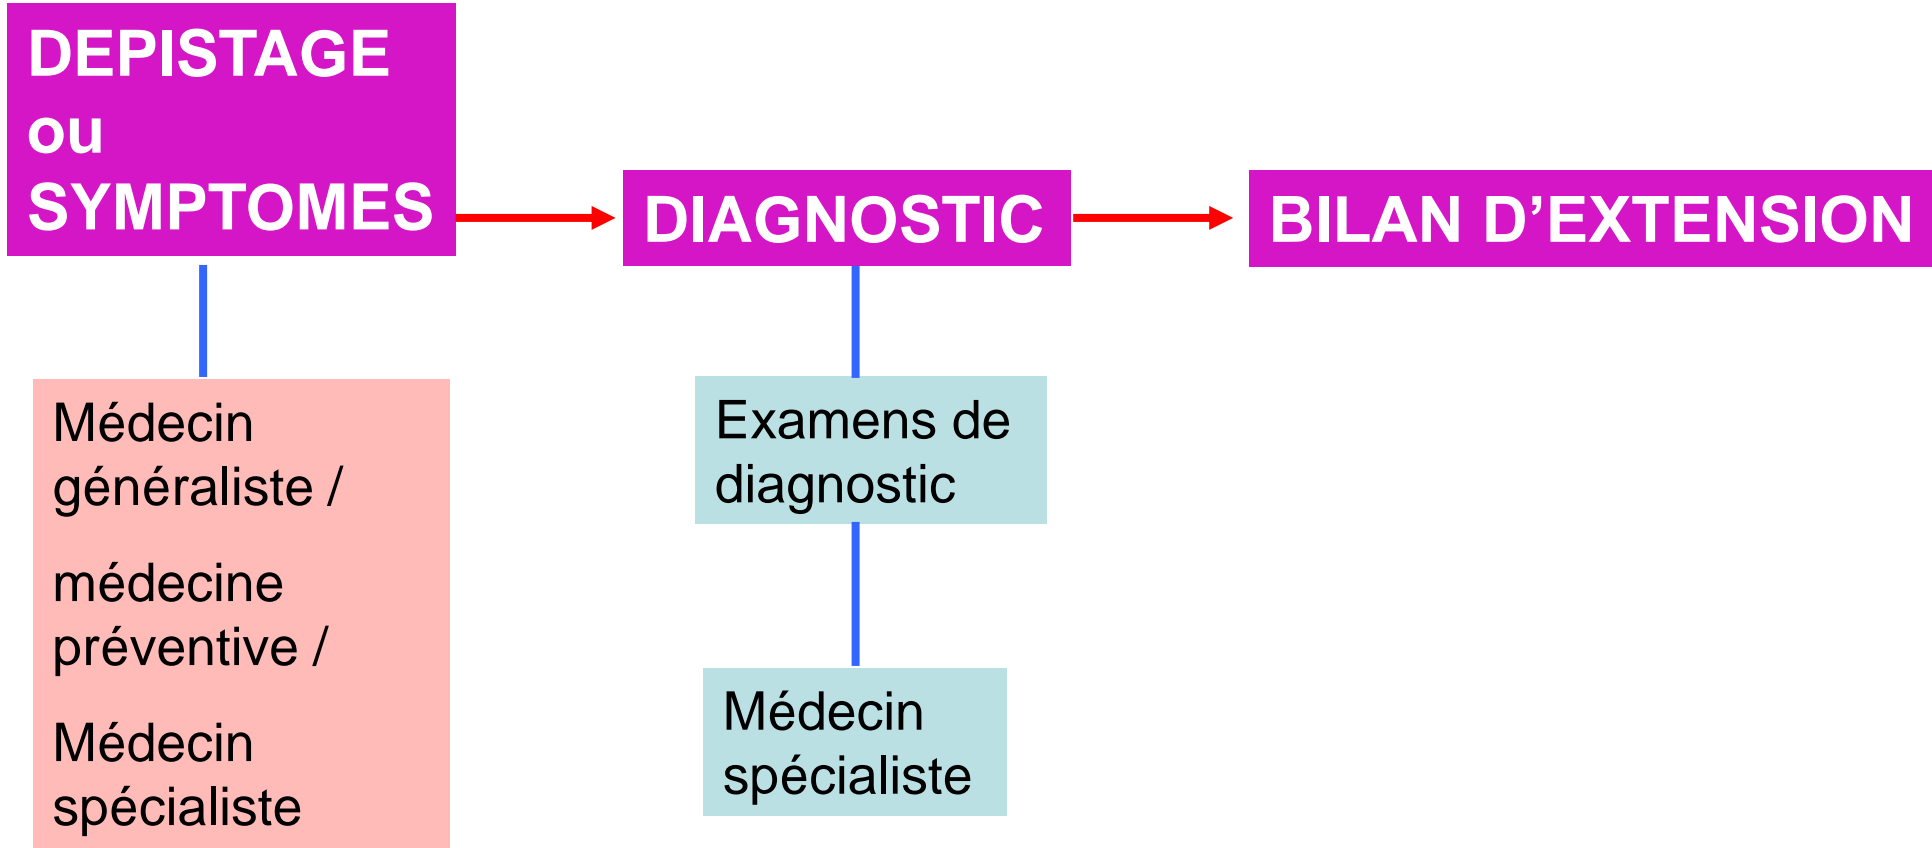 DEPISTAGE
ou
SYMPTOMES
DIAGNOSTIC
BILAN D’EXTENSION
Médecin
généraliste /
médecine
préventive /
Médecin
spécialiste
Examens de
diagnostic
Médecin
spécialiste